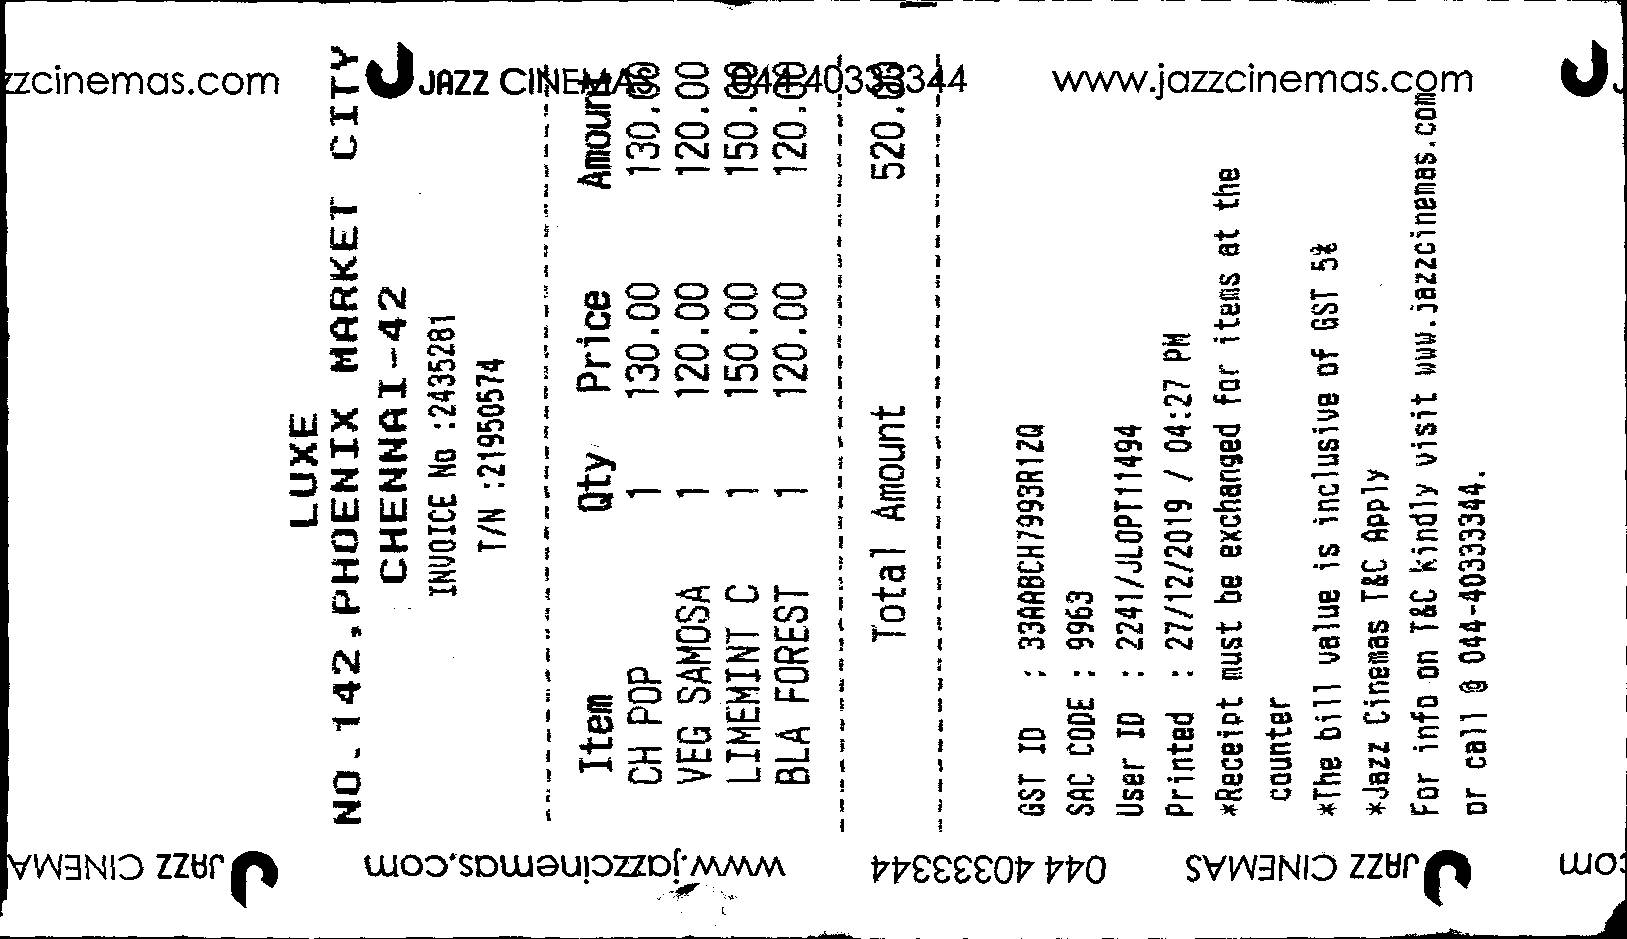 LUXE
NO.142,PHOENIX MARKET CITY
CHENNAI-42
INVOICE No :2435281
T/N :21950574
Item Qty Price Amount
CH POP 1 130.00 130.00
VEG SAMOSA 1 120.00 120.00
LIMEMINT C 1 150.00 150.00
BLA FOREST 1 120.00 120.00
Total Amount 520.00
GST ID : 33AABCH7993R1ZQ
SAC CODE : 9963
User ID : 2241/JLOPT11494
Printed : 27/12/2019 / 04:27 PM
*Receipt must be exchanged for items at the
counter
*The bill value is inclusive of GST 5%
*Jazz Cinemas T&C Apply
For info on T&C kindly visit www.jazzcinemas.com
or call @ 044-40333344.
com
JAZZ CINEMAS
044 40333344
www.jazzcinemas.com
JAZZ CINEMA
zzcinemas.com
JAZZ CINEMAS
044 40333344
www.jazzcinemas.com